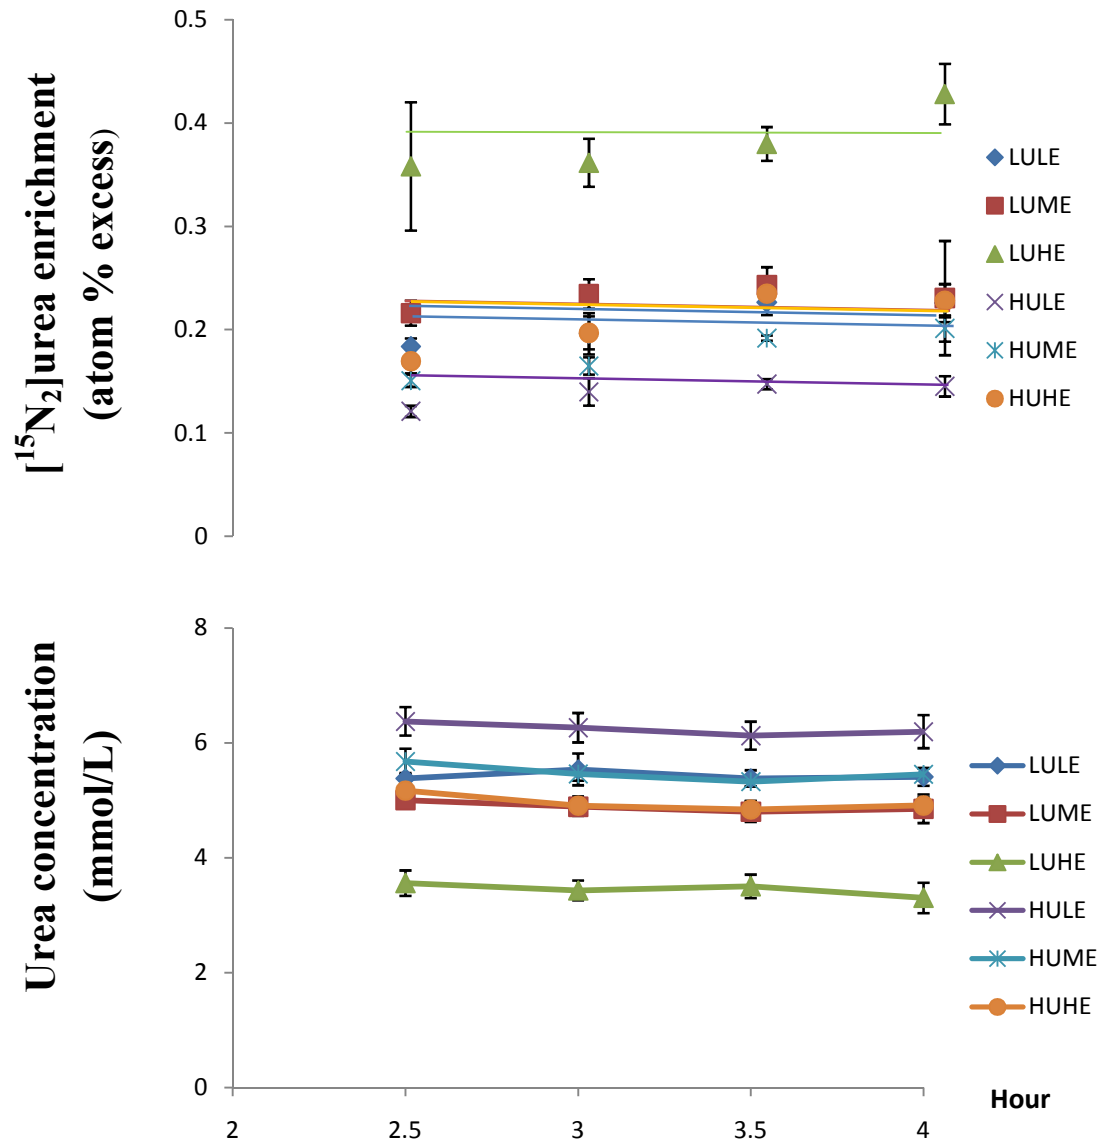 [¹⁵N₂]urea enrichment
(atom % excess)
0.5
0.4
0.3
0.2
0.1
0
LULE
LUME
LUHE
HULE
HUME
HUHE
Urea concentration
(mmol/L)
8
6
4
2
0
2
2.5
3
3.5
4
Hour
LULE
LUME
LUHE
HULE
HUME
HUHE